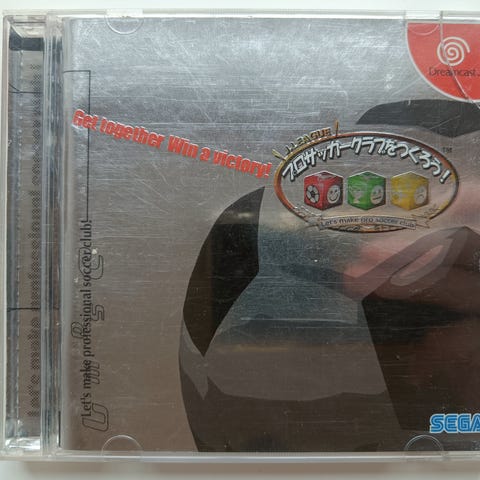 Dreamcast
Get together Win a victory!
J.LEAGUE
プロサッカークラブをつくろう!
TM
Let's make pro soccer club
Let's make professional soccer club!
SEGA